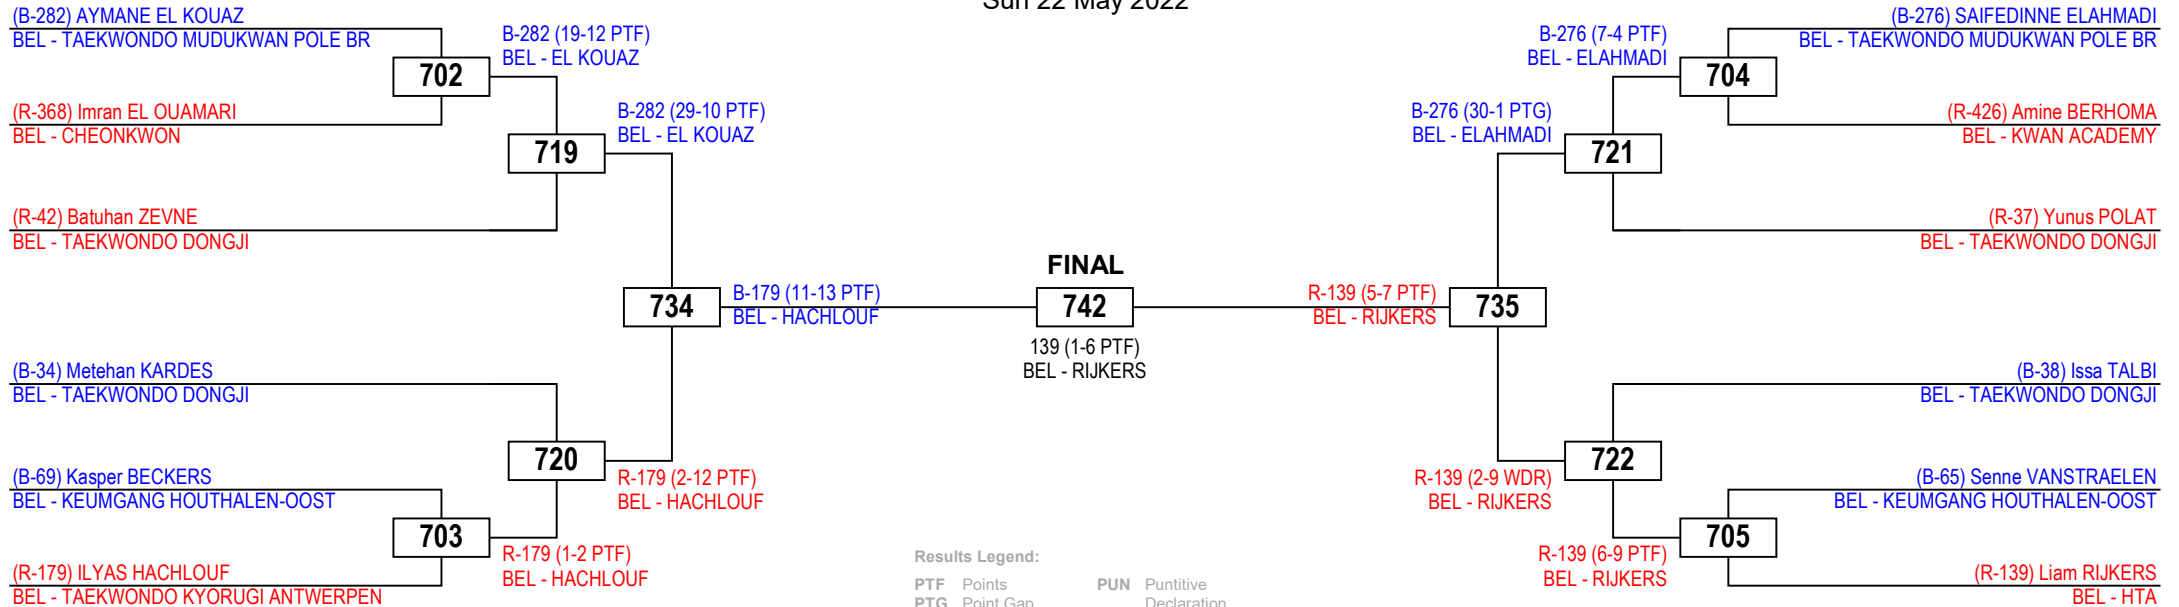 Sun 22 May 2022
(B-282) AYMANE EL KOUAZ
BEL - TAEKWONDO MUDUKWAN POLE BR
702
B-282 (19-12 PTF)
BEL - EL KOUAZ
(R-368) Imran EL OUAMARI
BEL - CHEONKWON
719
B-282 (29-10 PTF)
BEL - EL KOUAZ
(R-42) Batuhan ZEVNE
BEL - TAEKWONDO DONGJI
734
B-179 (11-13 PTF)
BEL - HACHLOUF
(B-34) Metehan KARDES
BEL - TAEKWONDO DONGJI
720
R-179 (2-12 PTF)
BEL - HACHLOUF
(B-69) Kasper BECKERS
BEL - KEUMGANG HOUTHALEN-OOST
703
R-179 (1-2 PTF)
BEL - HACHLOUF
(R-179) ILYAS HACHLOUF
BEL - TAEKWONDO KYORUGI ANTWERPEN
FINAL
742
139 (1-6 PTF)
BEL - RIJKERS
(B-276) SAIFEDINNE ELAHMADI
BEL - TAEKWONDO MUDUKWAN POLE BR
B-276 (7-4 PTF)
BEL - ELAHMADI
704
(R-426) Amine BERHOMA
BEL - KWAN ACADEMY
B-276 (30-1 PTG)
BEL - ELAHMADI
721
(R-37) Yunus POLAT
BEL - TAEKWONDO DONGJI
R-139 (5-7 PTF)
BEL - RIJKERS
735
(B-38) Issa TALBI
BEL - TAEKWONDO DONGJI
R-139 (2-9 WDR)
BEL - RIJKERS
722
(B-65) Senne VANSTRAELEN
BEL - KEUMGANG HOUTHALEN-OOST
R-139 (6-9 PTF)
BEL - RIJKERS
705
(R-139) Liam RIJKERS
BEL - HTA
Results Legend:
PTF Points
PTG Point Gap
PUN Puntitive
Declaration